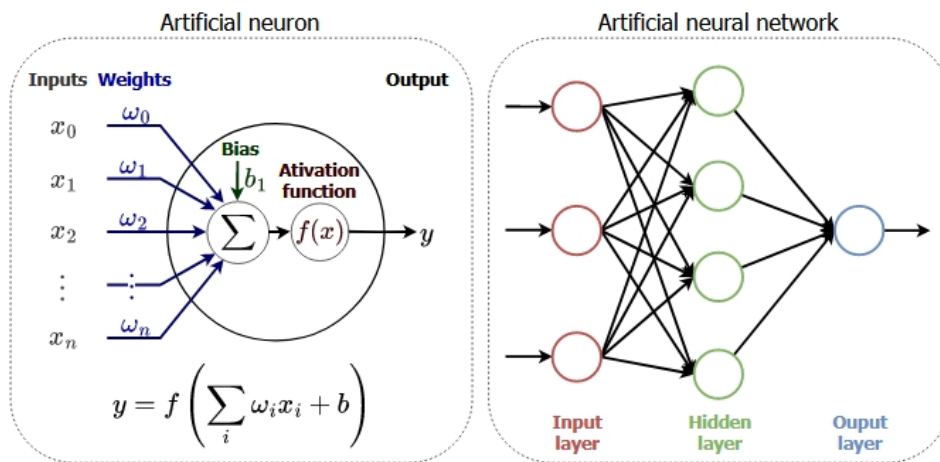 Artificial neuron
Inputs Weights Output
x₀ ω₀
Bias
x₁ ω₁ b₁ Ativation
function
x₂ ω₂ ∑ f(x) y
⋮ ⋮
xₙ ωₙ
y = f(∑ᵢ ωᵢxᵢ + b)
Artificial neural network
Input
layer
Hidden
layer
Ouput
layer